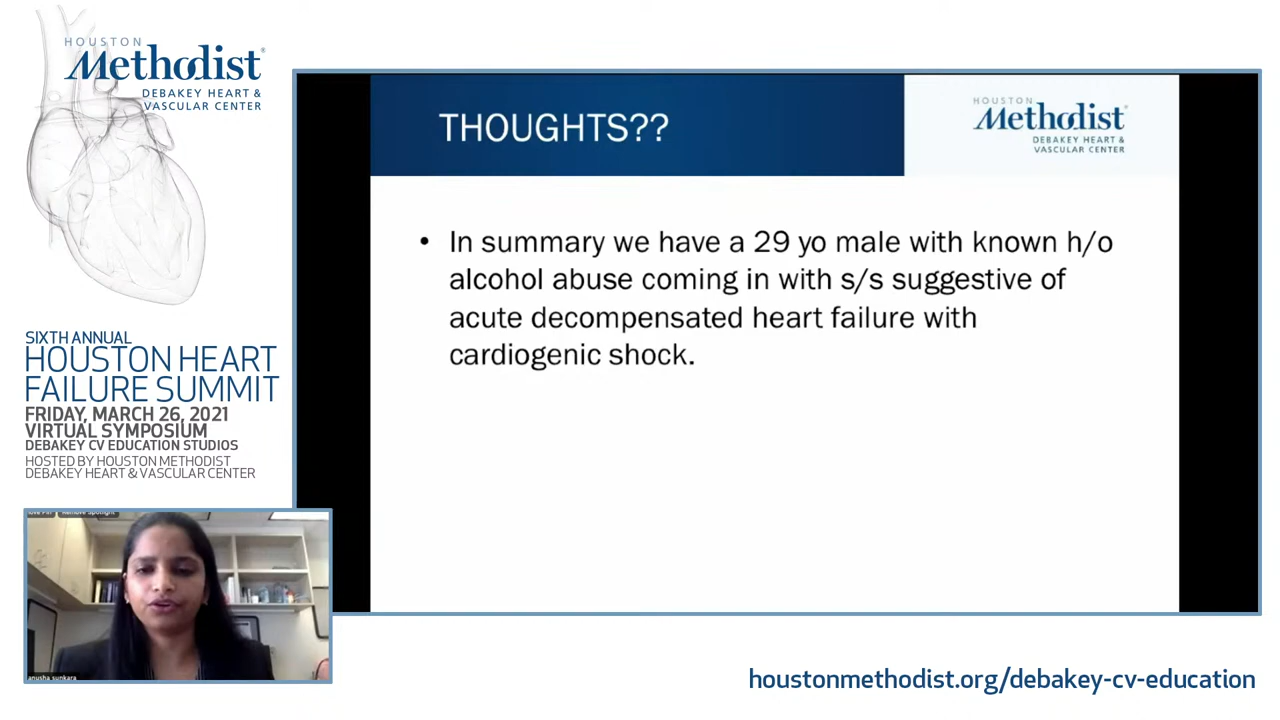 HOUSTON
Methodist
DEBAKEY HEART &
VASCULAR CENTER
SIXTH ANNUAL
HOUSTON HEART
FAILURE SUMMIT
FRIDAY, MARCH 26, 2021
VIRTUAL SYMPOSIUM
DEBAKEY CV EDUCATION STUDIOS
HOSTED BY HOUSTON METHODIST
DEBAKEY HEART & VASCULAR CENTER
THOUGHTS??
HOUSTON
Methodist
DEBAKEY HEART &
VASCULAR CENTER
• In summary we have a 29 yo male with known h/o
alcohol abuse coming in with s/s suggestive of
acute decompensated heart failure with
cardiogenic shock.
Remove Spotlight
anusha sunkara
houstonmethodist.org/debakey-cv-education